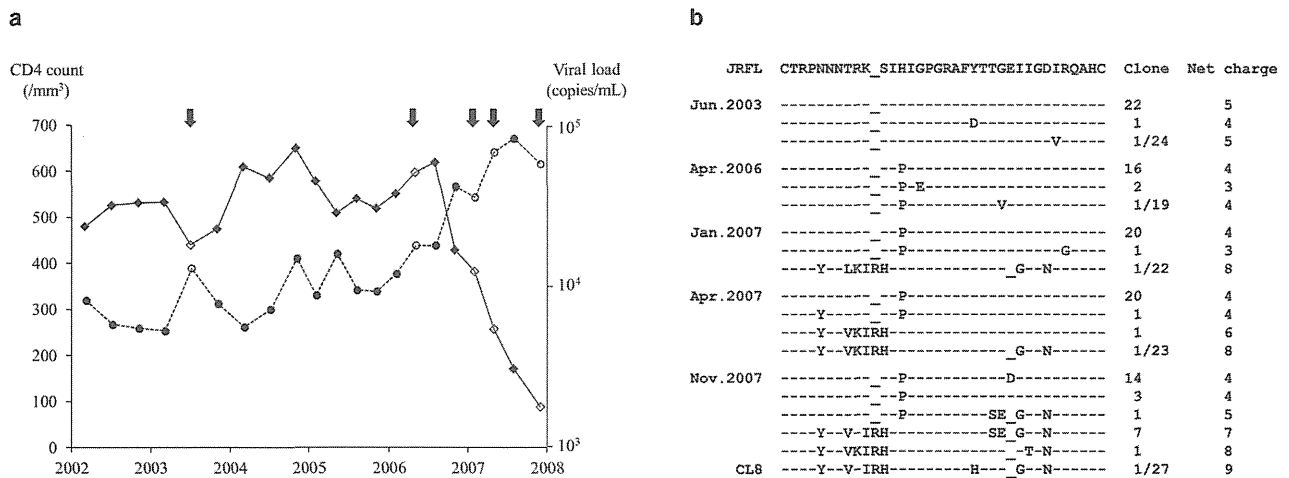 a
CD4 count
(/mm³)
Viral load
(copies/mL)
700
600
500
400
300
200
100
0
10⁵
10⁴
10³
2002 2003 2004 2005 2006 2007 2008
b
JRFL CTRPNNNTRK_SIHIGPGRAFYTTGEIIGDIRQAHC Clone Net charge
Jun.2003 ----------_------------------------- 22 5
----------_----------D-------------- 1 4
----------_-------------------V----- 1/24 5
Apr.2006 ----------_--P---------------------- 16 4
----------_--P-E-------------------- 2 3
----------_--P----------V----------- 1/19 4
Jan.2007 ----------_--P---------------------- 20 4
----------_--P-----------------G---- 1 3
----Y--LKIRH-------------_G--N------ 1/22 8
Apr.2007 ----------_--P---------------------- 20 4
----Y-----_--P---------------------- 1 4
----Y--VKIRH------------------------ 1 6
----Y--VKIRH-------------_G--N------ 1/23 8
Nov.2007 ----------_--P-----------D---------- 14 4
----------_--P---------------------- 3 4
----------_--P---------SE_G--N------ 1 5
----Y--V-IRH-----------SE_G--N------ 7 7
----Y--VKIRH-------------_-T-N------ 1 8
CL8 ----Y--V-IRH---------H---_G--N------ 1/27 9